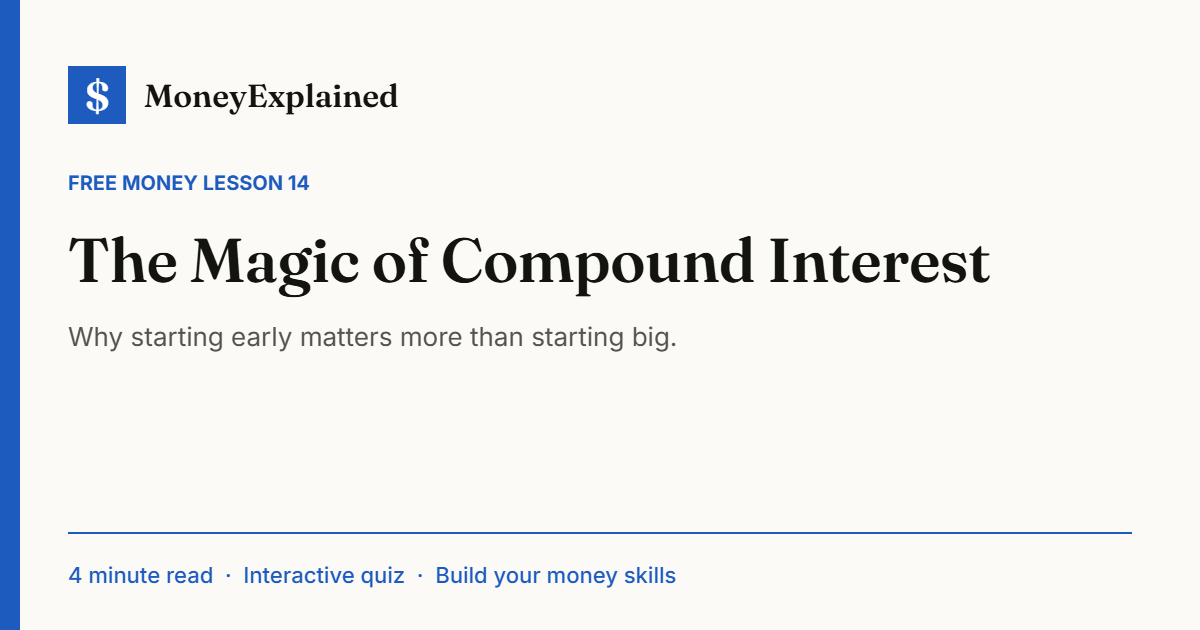 $ MoneyExplained
FREE MONEY LESSON 14
The Magic of Compound Interest
Why starting early matters more than starting big.
4 minute read · Interactive quiz · Build your money skills